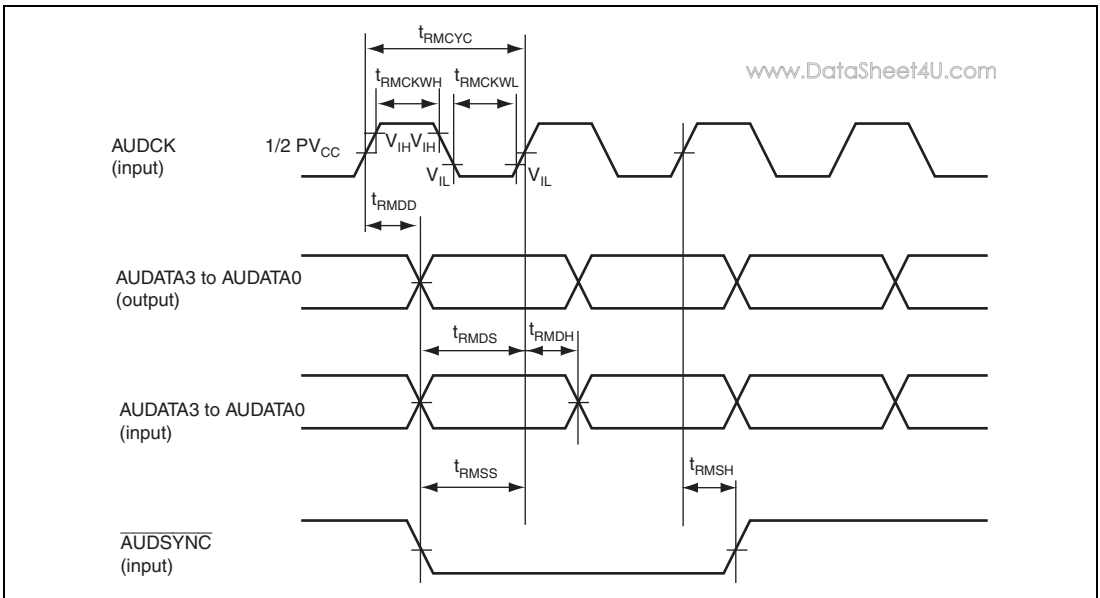 tRMCYC
www.DataSheet4U.com
tRMCKWH tRMCKWL
AUDCK
(input)
1/2 PVCC
VIH VIH
VIL VIL
tRMDD
AUDATA3 to AUDATA0
(output)
tRMDS tRMDH
AUDATA3 to AUDATA0
(input)
tRMSS tRMSH
AUDSYNC
(input)